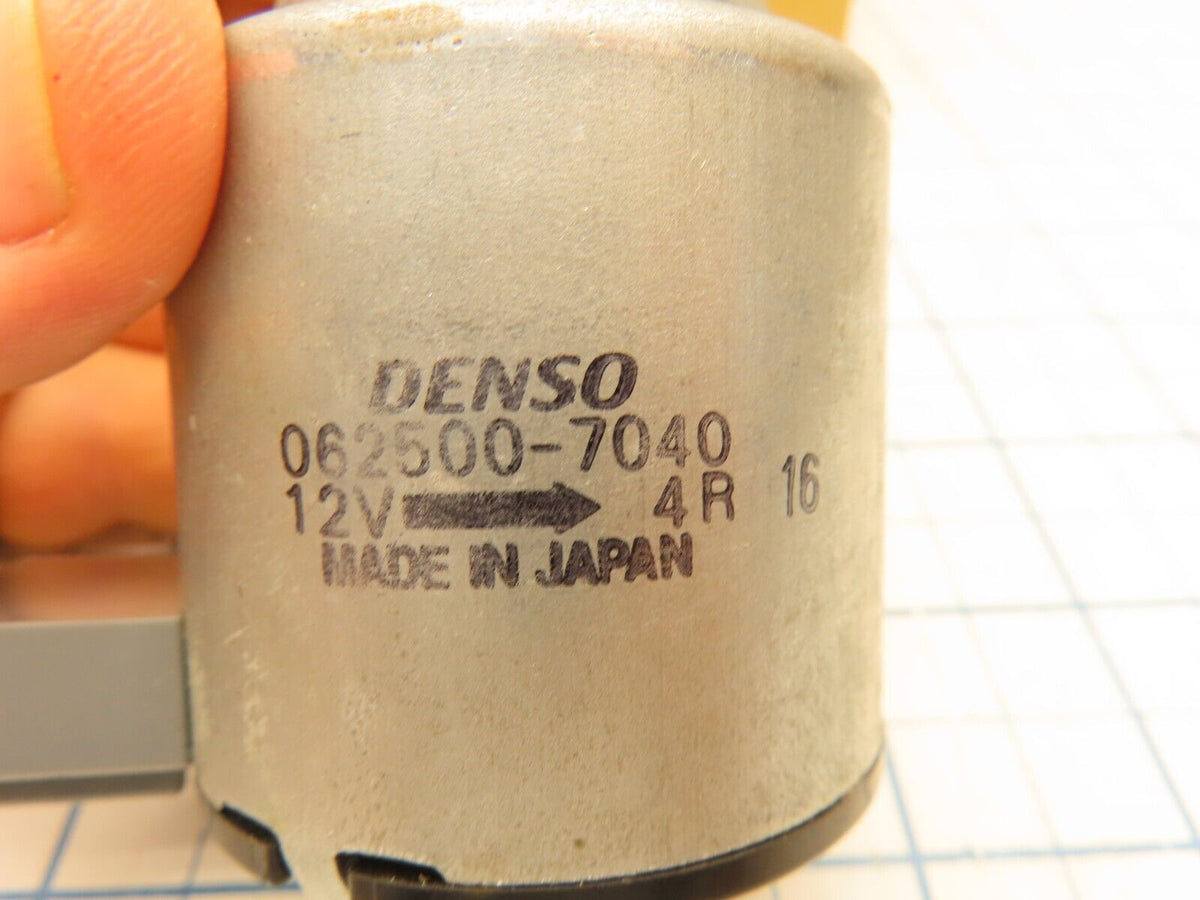 DENSO
062500-7040
12V → 4R 16
MADE IN JAPAN